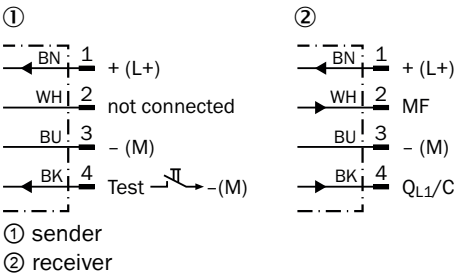 ① ②
BN 1 + (L+) BN 1 + (L+)
WH 2 not connected WH 2 MF
BU 3 – (M) BU 3 – (M)
BK 4 Test –(M) BK 4 QL1/C
① sender
② receiver